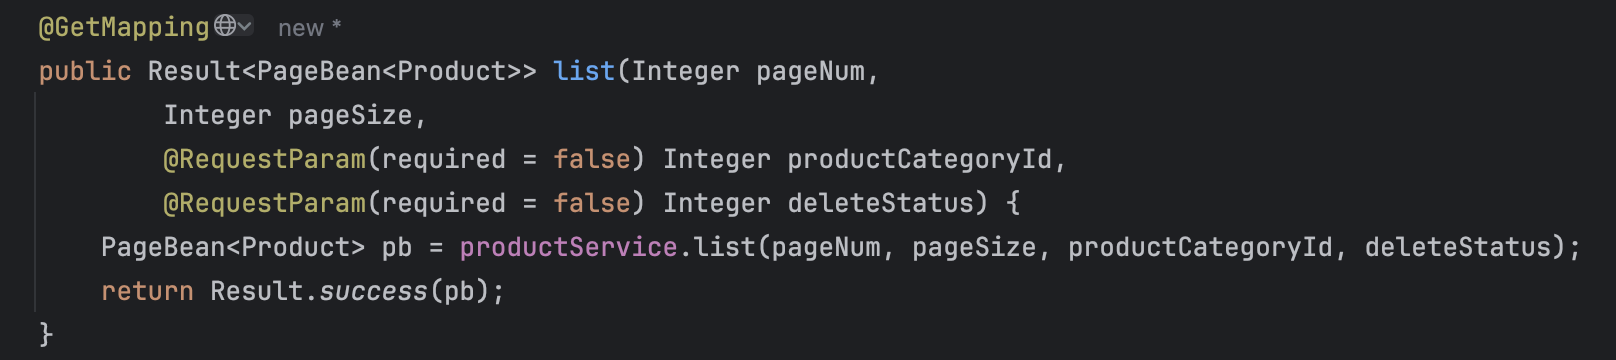 @GetMapping new *
public Result<PageBean<Product>> list(Integer pageNum,
        Integer pageSize,
        @RequestParam(required = false) Integer productCategoryId,
        @RequestParam(required = false) Integer deleteStatus) {
    PageBean<Product> pb = productService.list(pageNum, pageSize, productCategoryId, deleteStatus);
    return Result.success(pb);
}